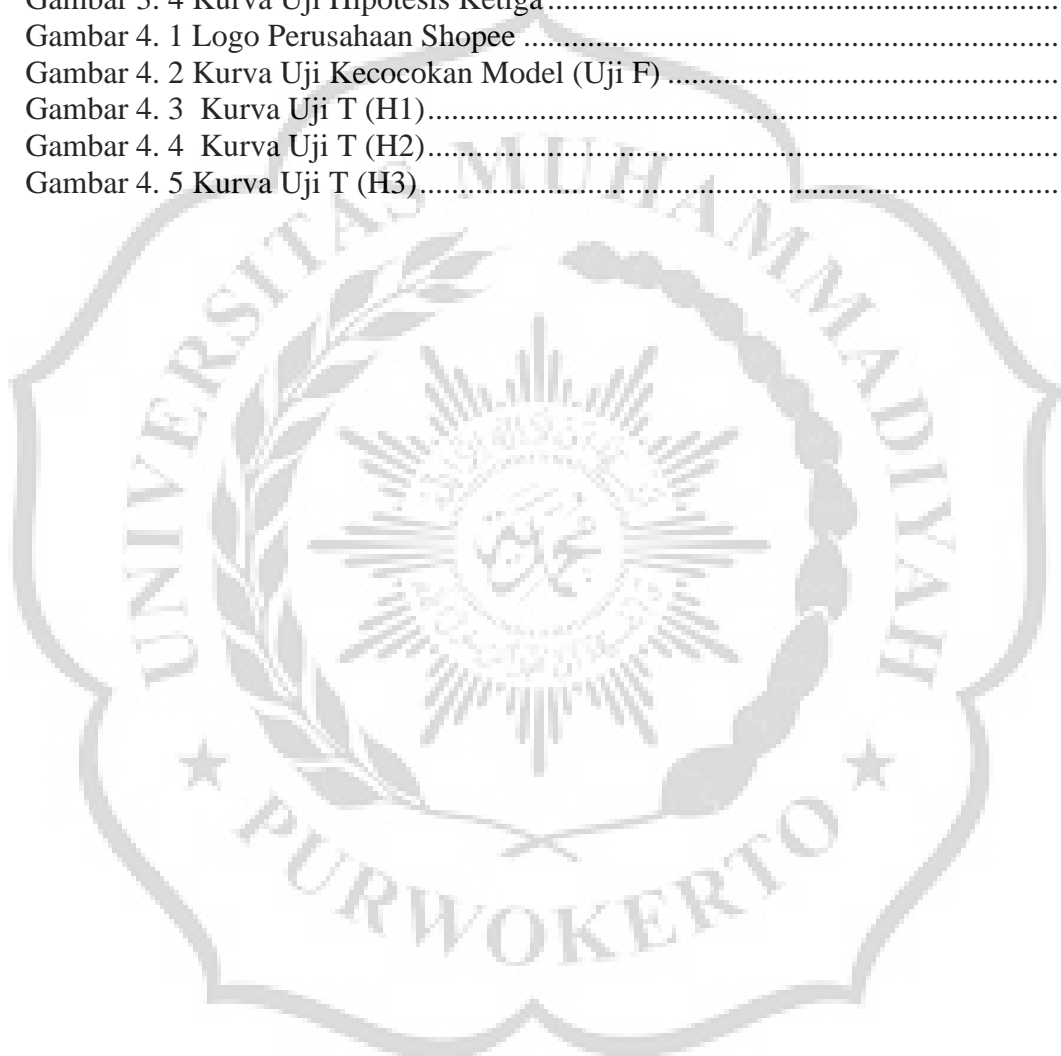 Gambar 3. 4 Kurva Uji Hipotesis Ketiga........................................................................
Gambar 4. 1 Logo Perusahaan Shopee ........................................................................
Gambar 4. 2 Kurva Uji Kecocokan Model (Uji F) ......................................................
Gambar 4. 3  Kurva Uji T (H1)......................................................................................
Gambar 4. 4  Kurva Uji T (H2)......................................................................................
Gambar 4. 5 Kurva Uji T (H3).......................................................................................
UNIVERSITAS MUHAMMADIYAH
PURWOKERTO